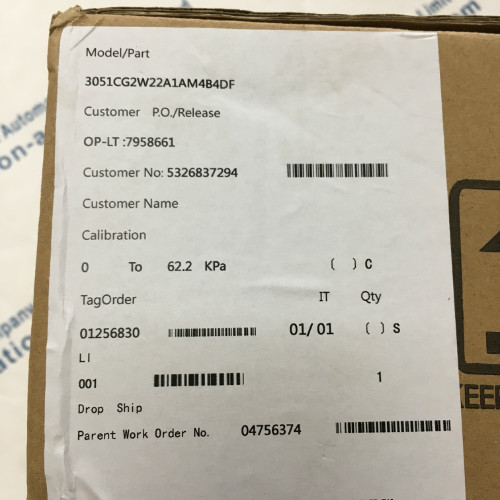 Model/Part
3051CG2W22A1AM4B4DF
Customer P.O./Release
OP-LT :7958661
Customer No: 5326837294
Customer Name
Calibration
0 To 62.2 KPa ( ) C
TagOrder IT Qty
01256830 01/01 ( ) S
LI
001 1
Drop Ship
Parent Work Order No. 04756374